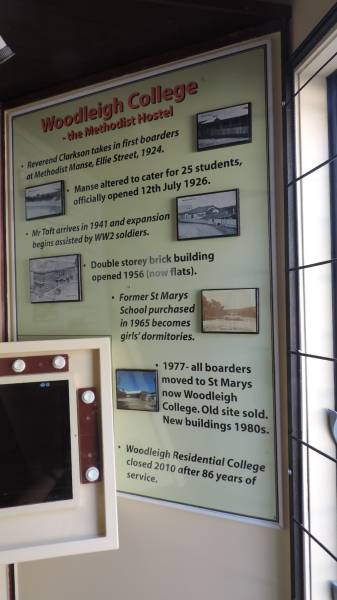 Woodleigh College
- the Methodist Hostel
• Reverend Clarkson takes in first boarders
at Methodist Manse, Ellie Street, 1924.
• Manse altered to cater for 25 students,
officially opened 12th July 1926.
• Mr Toft arrives in 1941 and expansion
begins assisted by WW2 soldiers.
• Double storey brick building
opened 1956 (now flats).
• Former St Marys
School purchased
in 1965 becomes
girls' dormitories.
• 1977- all boarders
moved to St Marys
now Woodleigh
College. Old site sold.
New buildings 1980s.
• Woodleigh Residential College
closed 2010 after 86 years of
service.